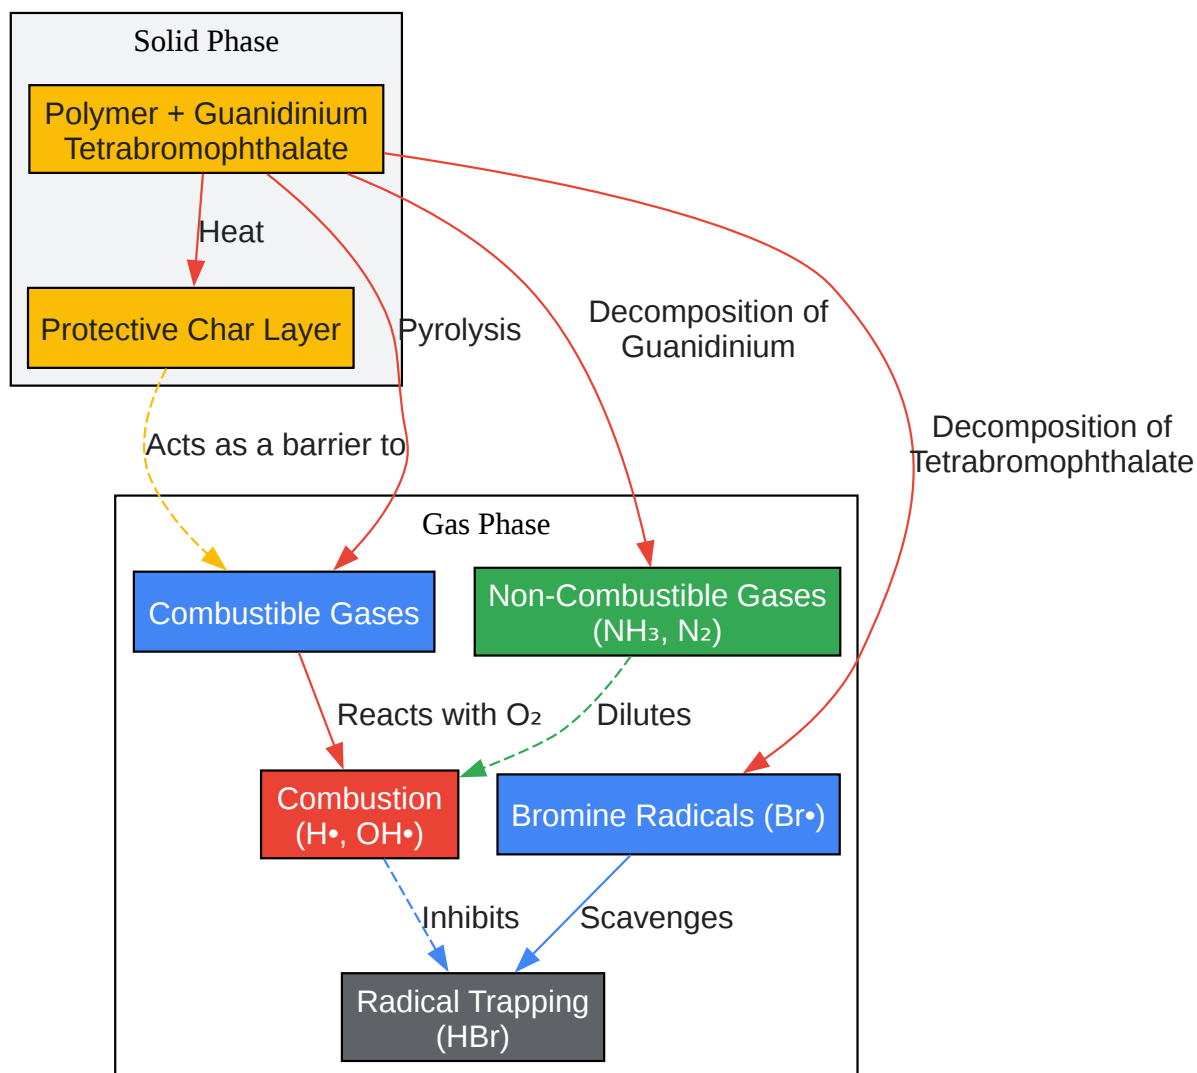 Solid Phase
Polymer + Guanidinium
Tetrabromophthalate
Heat
Protective Char Layer
Pyrolysis
Decomposition of
Guanidinium
Acts as a barrier to
Decomposition of
Tetrabromophthalate
Gas Phase
Combustible Gases
Non-Combustible Gases
(NH₃, N₂)
Reacts with O₂
Dilutes
Combustion
(H•, OH•)
Bromine Radicals (Br•)
Inhibits
Scavenges
Radical Trapping
(HBr)